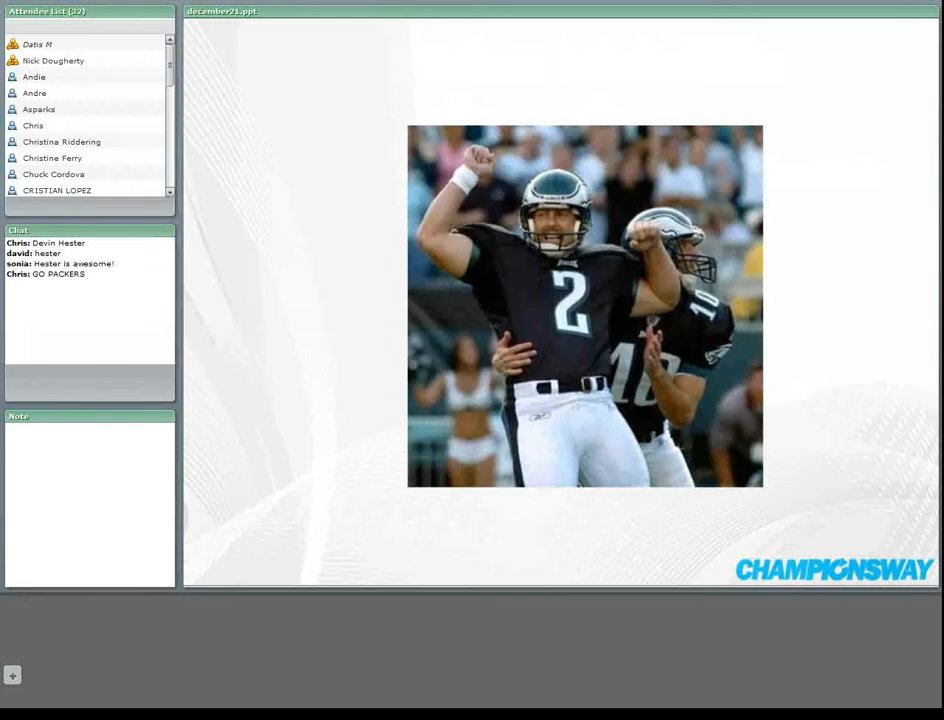 Attendee List (32)
Datis M
Nick Dougherty
Andie
Andre
Asparks
Chris
Christina Riddering
Christine Ferry
Chuck Cordova
CRISTIAN LOPEZ
Chat
Chris: Devin Hester
david: hester
sonia: Hester is awesome!
Chris: GO PACKERS
Note
december21.ppt
2
10
10
CHAMPIONSWAY